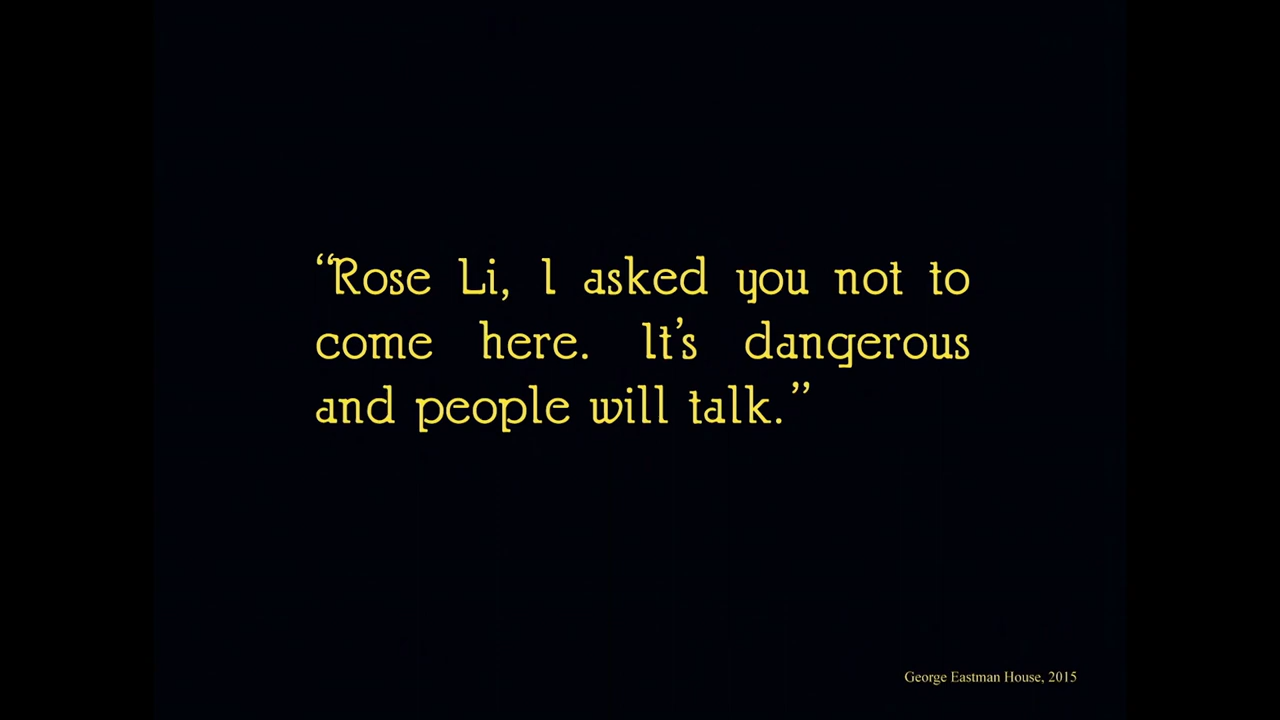 “Rose Li, I asked you not to
come here. It’s dangerous
and people will talk.”
George Eastman House, 2015